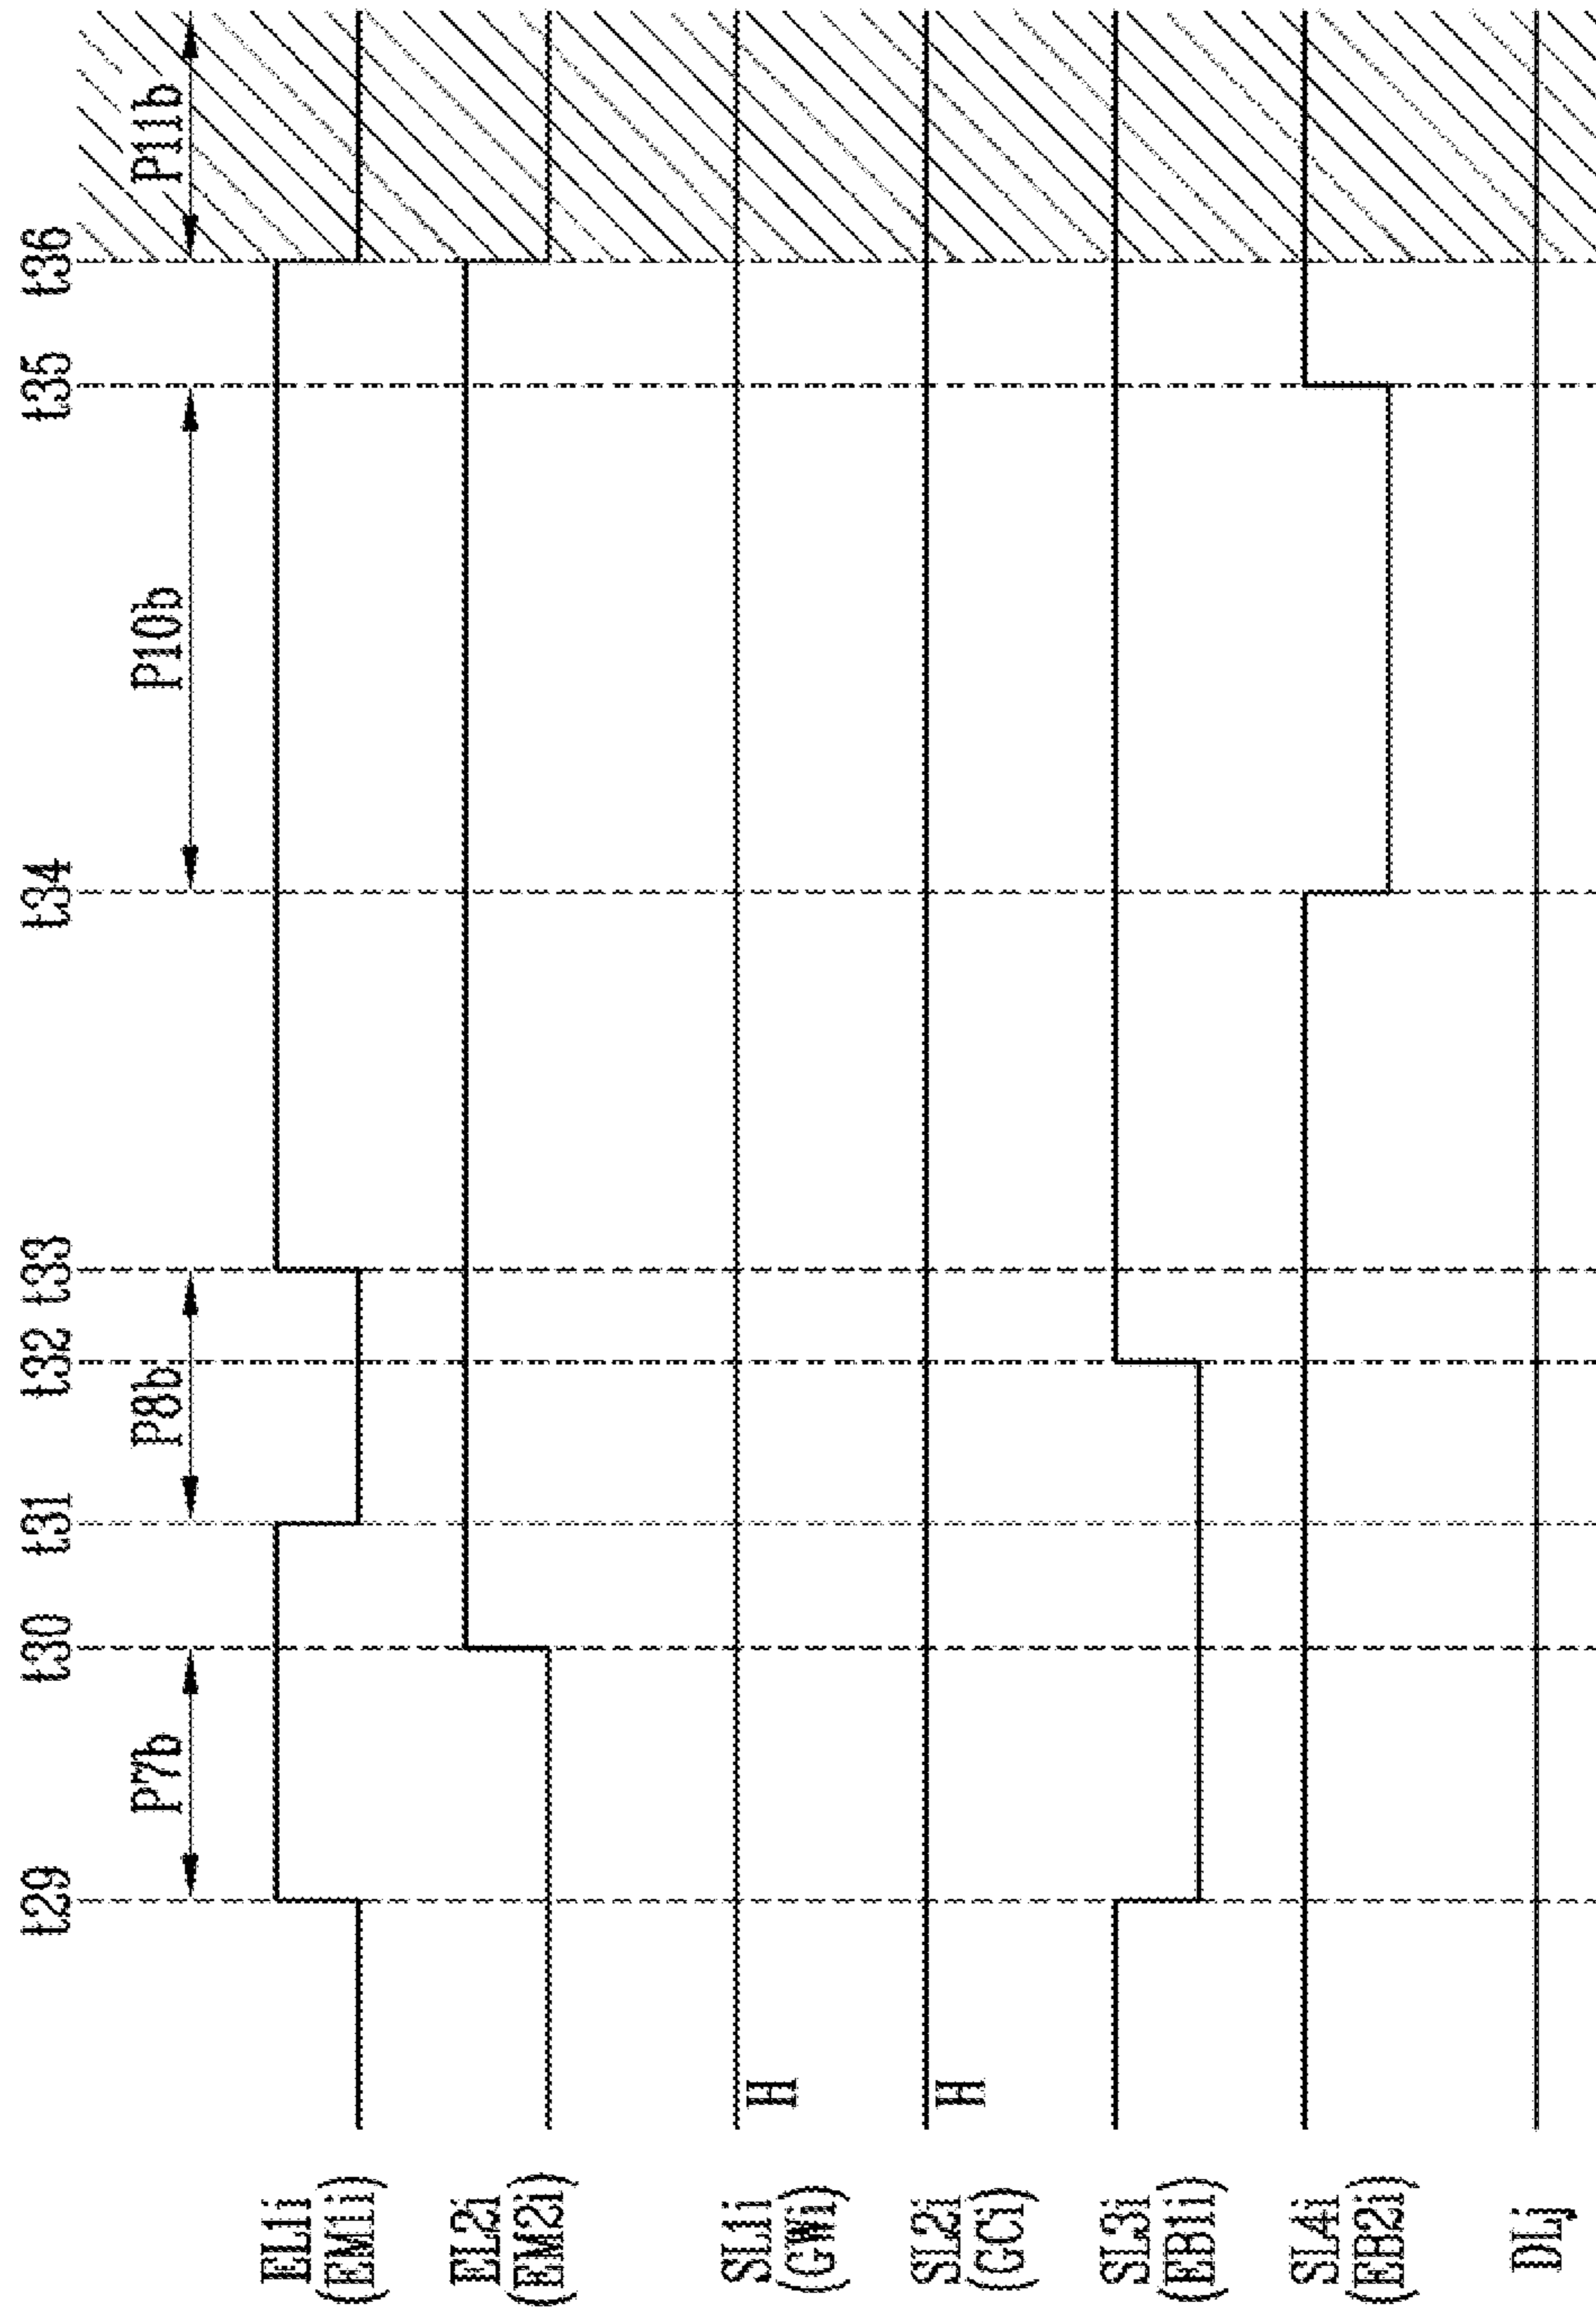 t29 t30 t31 t32 t33 t34 t35 t36
P7b P8b P10b P11b
EL1i
(EM1i)
EL2i
(EM2i)
SL1i
(GWi)
H
SL2i
(GCi)
H
SL3i
(EB1i)
SL4i
(EB2i)
DLj